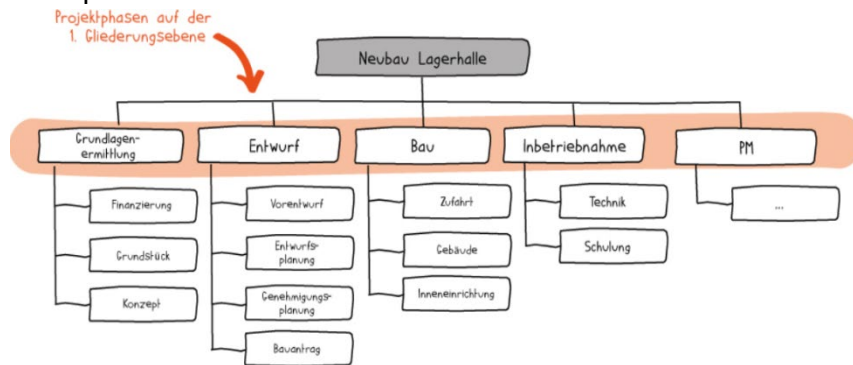 Projektphasen auf der
1. Gliederungsebene
Neubau Lagerhalle
Grundlagen-
ermittlung
Entwurf
Bau
Inbetriebnahme
PM
Finanzierung
Grundstück
Konzept
Vorentwurf
Entwurfs-
planung
Genehmigungs-
planung
Bauantrag
Zufahrt
Gebäude
Inneneinrichtung
Technik
Schulung
...